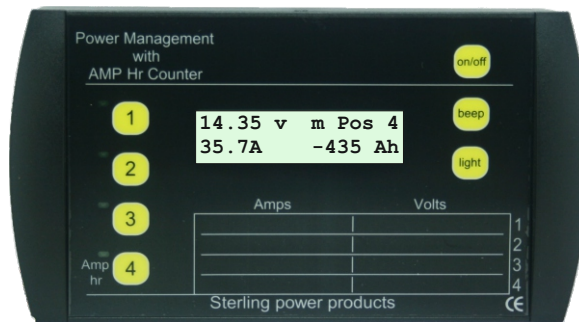 Power Management
with
AMP Hr Counter
on/off
1
14.35 v m Pos 4
35.7A -435 Ah
beep
2
light
3
Amps Volts
Amp
hr
4
1
2
3
4
Sterling power products
CE